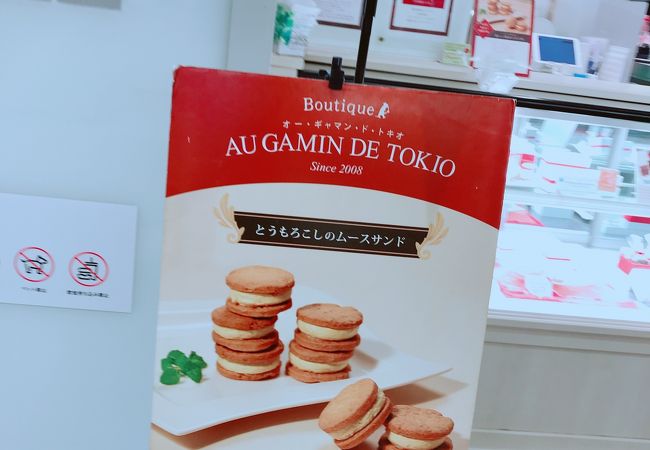 Boutique
オー・ギャマン・ド・トキオ
AU GAMIN DE TOKIO
Since 2008
とうもろこしのムースサンド